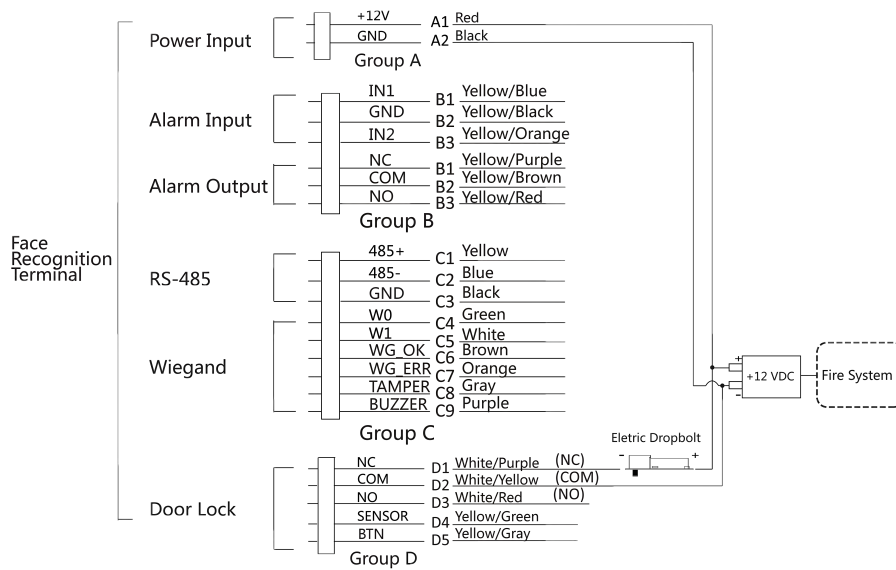 Power Input
+12V A1 Red
GND A2 Black
Group A
Alarm Input
IN1 B1 Yellow/Blue
GND B2 Yellow/Black
IN2 B3 Yellow/Orange
Alarm Output
NC B1 Yellow/Purple
COM B2 Yellow/Brown
NO B3 Yellow/Red
Group B
Face
Recognition
Terminal
RS-485
485+ C1 Yellow
485- C2 Blue
GND C3 Black
Wiegand
W0 C4 Green
W1 C5 White
WG_OK C6 Brown
WG_ERR C7 Orange
TAMPER C8 Gray
BUZZER C9 Purple
Group C
+
+12 VDC
-
Fire System
Eletric Dropbolt
- +
Door Lock
NC D1 White/Purple (NC)
COM D2 White/Yellow (COM)
NO D3 White/Red (NO)
SENSOR D4 Yellow/Green
BTN D5 Yellow/Gray
Group D